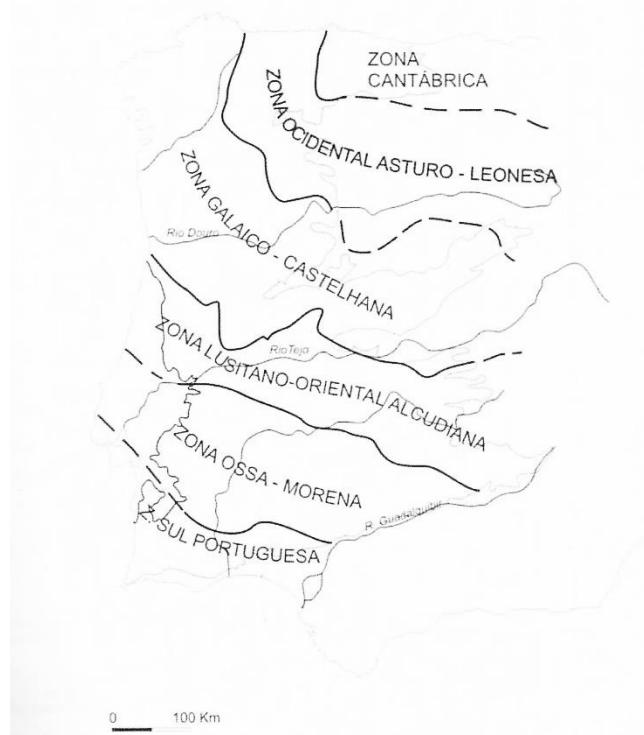 ZONA
CANTÁBRICA
ZONA OCIDENTAL ASTURO - LEONESA
ZONA GALAICO - CASTELHANA
Rio Douro
ZONA LUSITANO-ORIENTAL ALCUDIANA
Rio Tejo
ZONA OSSA - MORENA
R. Guadalquibir
Z. SUL PORTUGUESA
0 100 Km